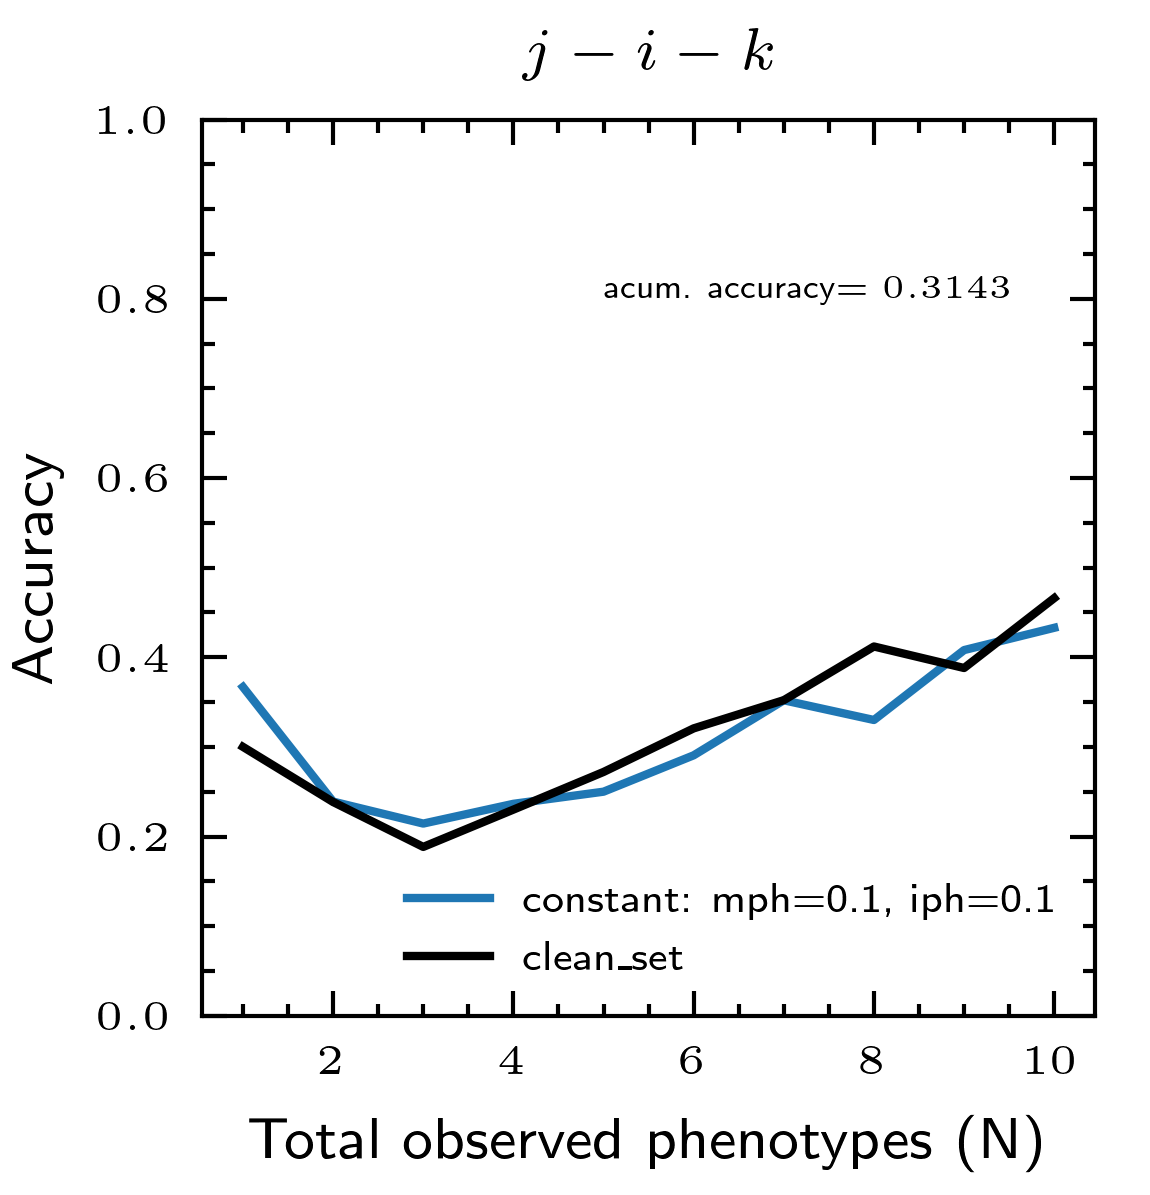 j − i − k
1.0
0.8
0.6
0.4
0.2
0.0
Accuracy
acum. accuracy= 0.3143
constant: mph=0.1, iph=0.1
clean_set
2 4 6 8 10
Total observed phenotypes (N)